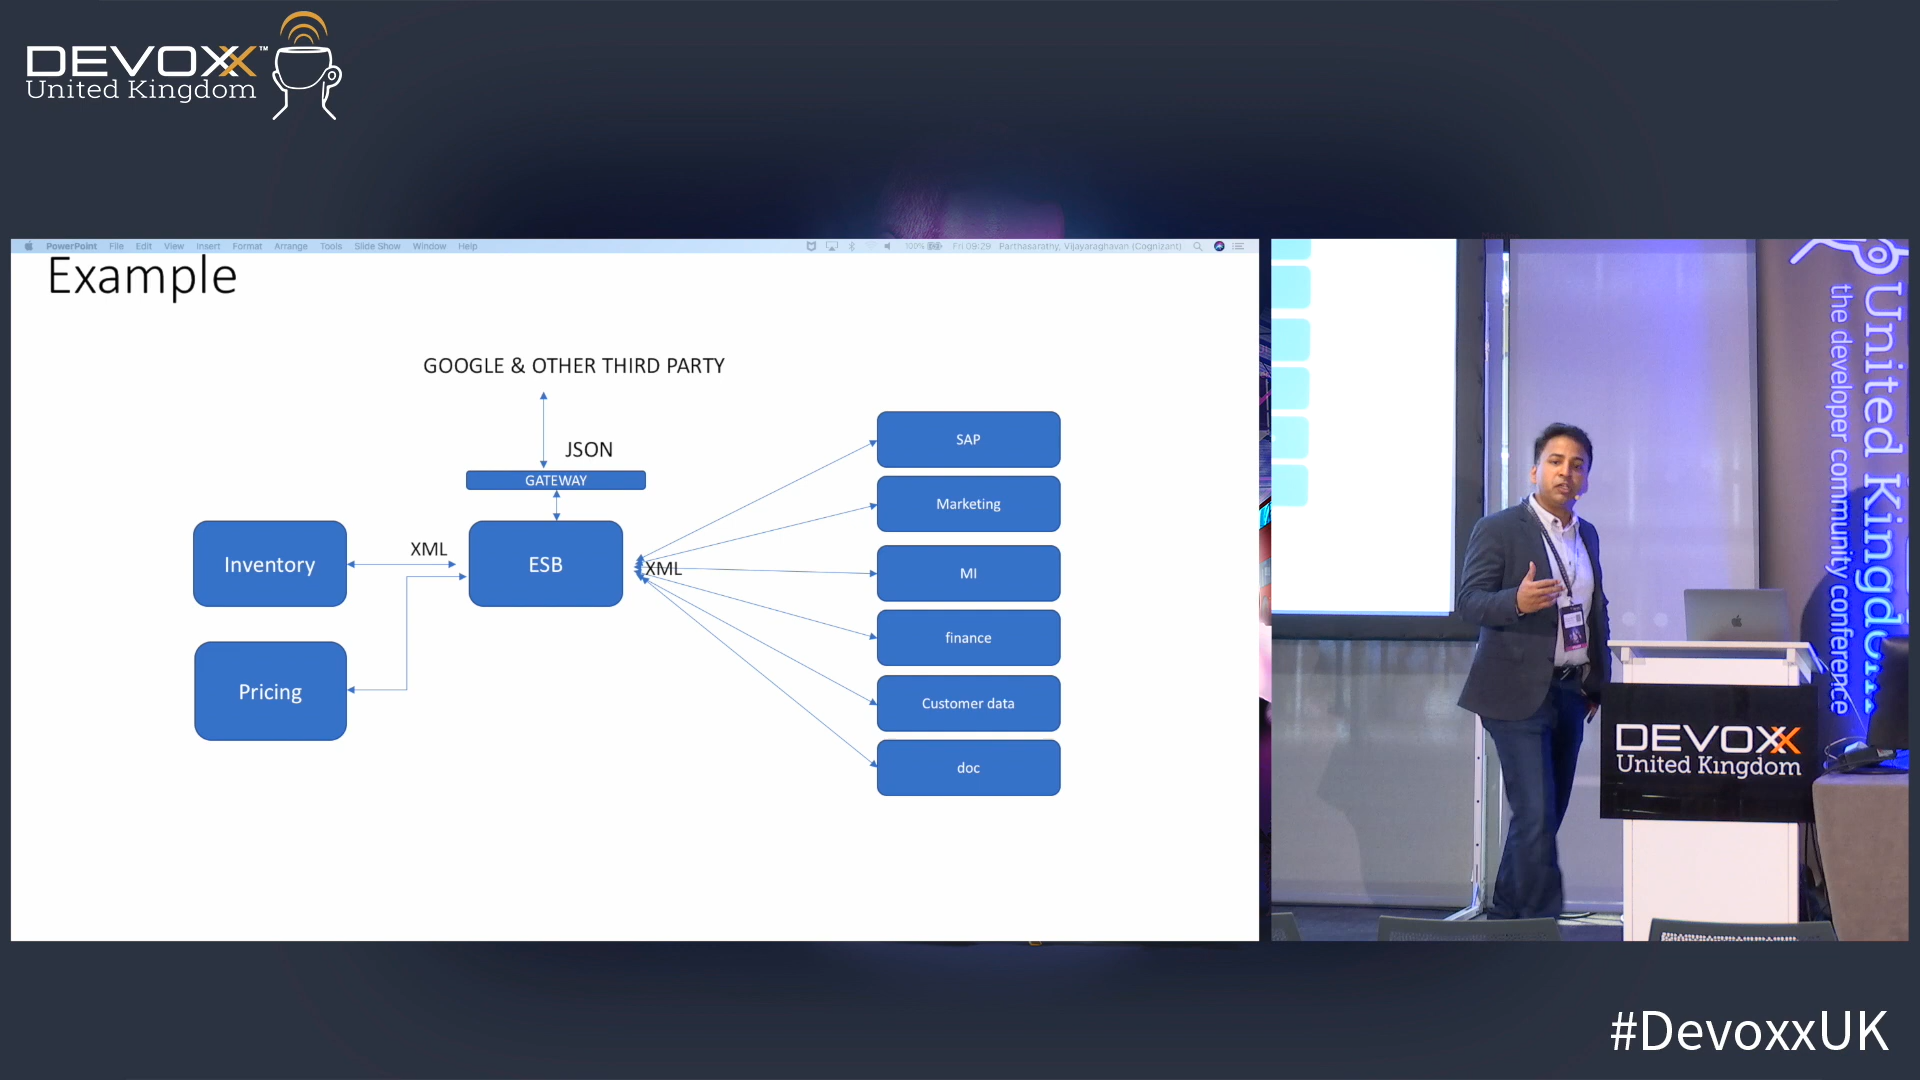 DEVOXX™
United Kingdom
PowerPoint File Edit View Insert Format Arrange Tools Slide Show Window Help
100% Fri 09:29 Parthasarathy, Vijayaraghavan (Cognizant)
Example
GOOGLE & OTHER THIRD PARTY
JSON
GATEWAY
Inventory
XML
ESB
XML
Pricing
SAP
Marketing
MI
finance
Customer data
doc
United Kingdom
the developer community conference
DEVOXX
United Kingdom
#DevoxxUK